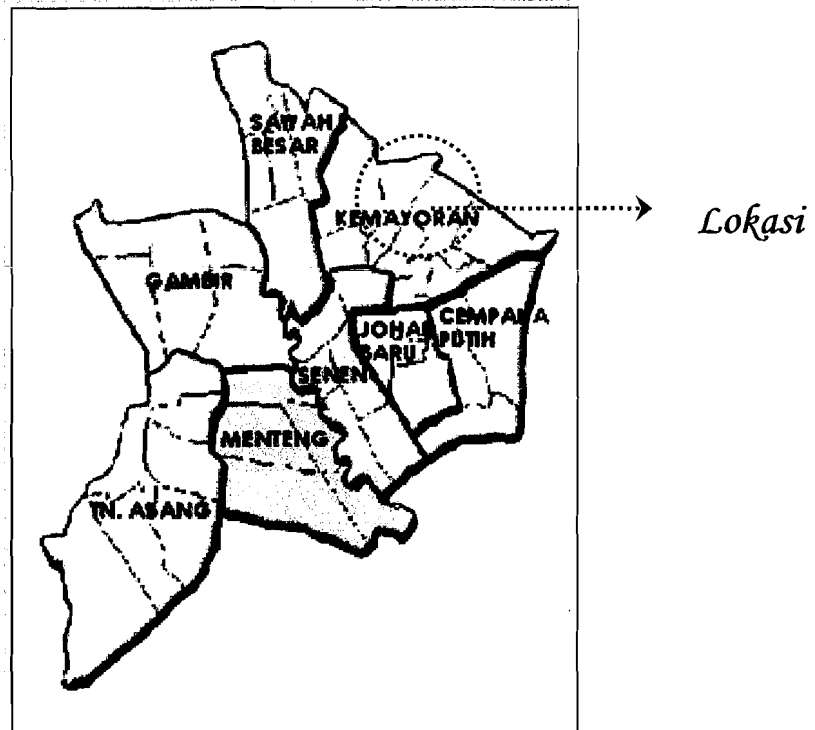 SAWAH
BESAR
KEMAYORAN
Lokasi
GAMBIR
JOHAR
BARU
CEMPAKA
PUTIH
SENEN
MENTENG
TN. ABANG